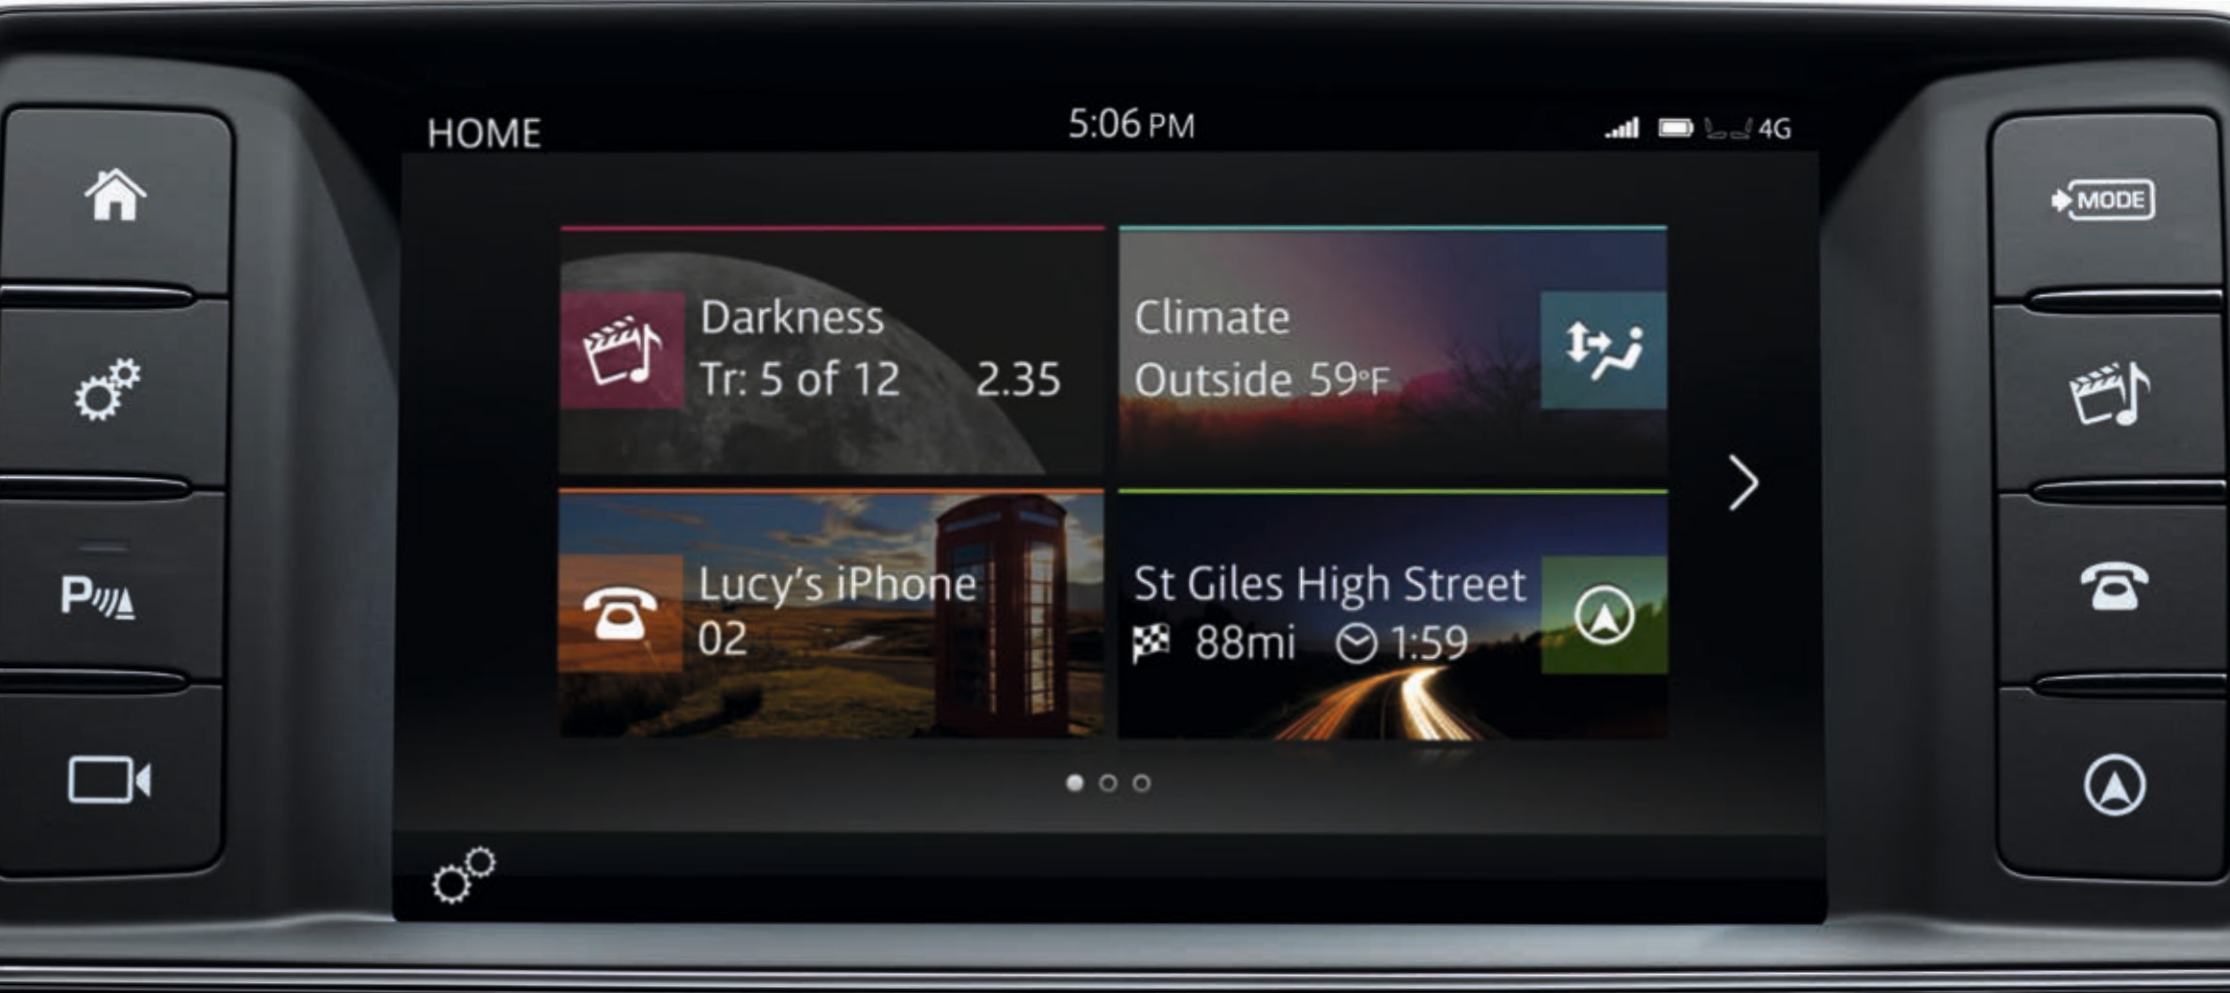 HOME
5:06 PM
4G
MODE
Darkness
Tr: 5 of 12 2.35
Climate
Outside 59°F
Lucy's iPhone
02
St Giles High Street
88mi 1:59
P